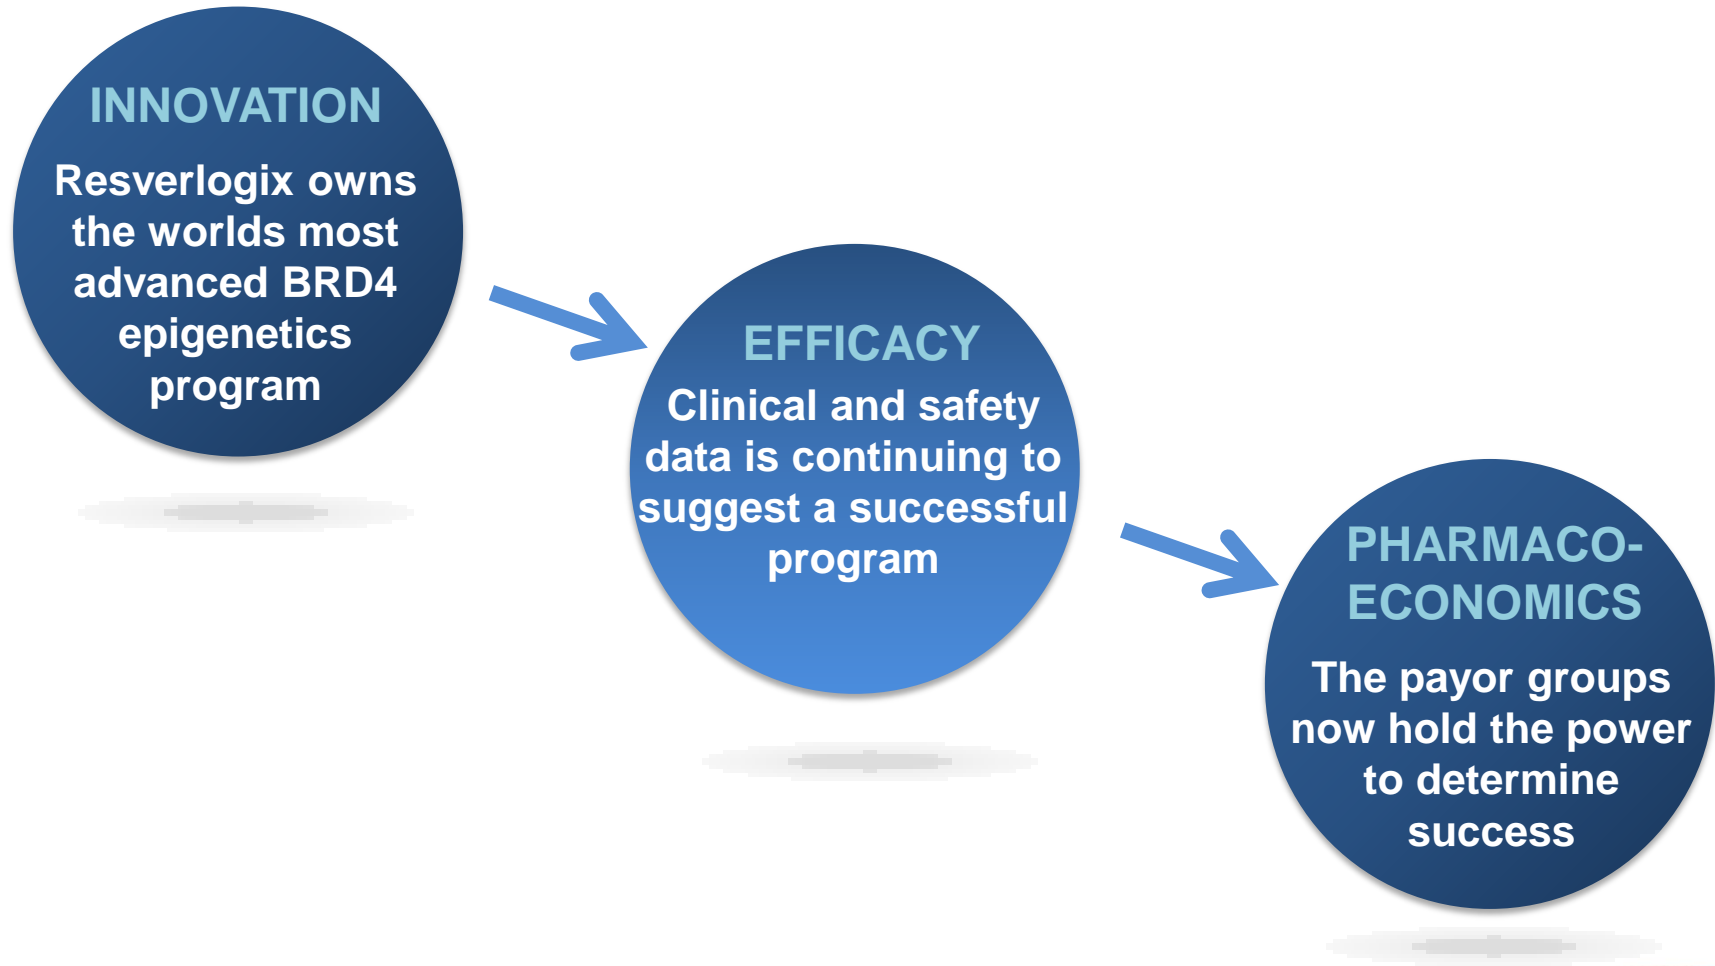 INNOVATION
Resverlogix owns
the worlds most
advanced BRD4
epigenetics
program
EFFICACY
Clinical and safety
data is continuing to
suggest a successful
program
PHARMACO-
ECONOMICS
The payor groups
now hold the power
to determine
success